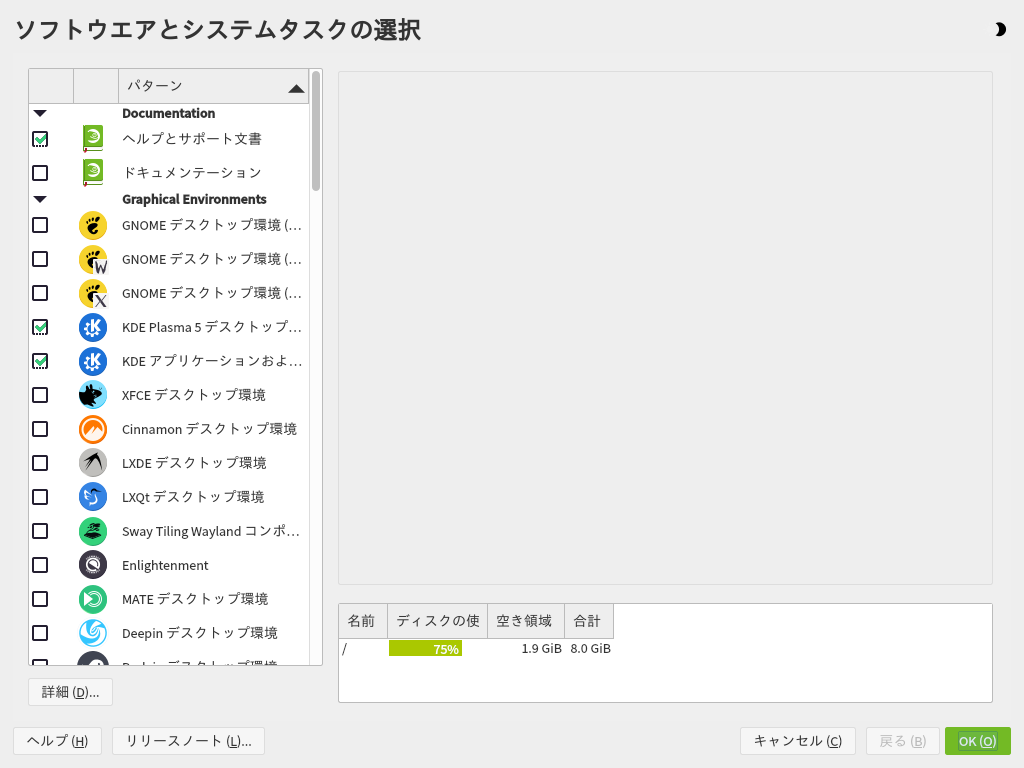 ソフトウエアとシステムタスクの選択
パターン
Documentation
ヘルプとサポート文書
ドキュメンテーション
Graphical Environments
GNOME デスクトップ環境 (...
GNOME デスクトップ環境 (...
GNOME デスクトップ環境 (...
KDE Plasma 5 デスクトップ...
KDE アプリケーションおよ...
XFCE デスクトップ環境
Cinnamon デスクトップ環境
LXDE デスクトップ環境
LXQt デスクトップ環境
Sway Tiling Wayland コンポ...
Enlightenment
MATE デスクトップ環境
Deepin デスクトップ環境
デスクトップ環境
名前 ディスクの使 空き領域 合計
/ 75% 1.9 GiB 8.0 GiB
詳細 (D)...
ヘルプ (H) リリースノート (L)... キャンセル (C) 戻る (B) OK (O)